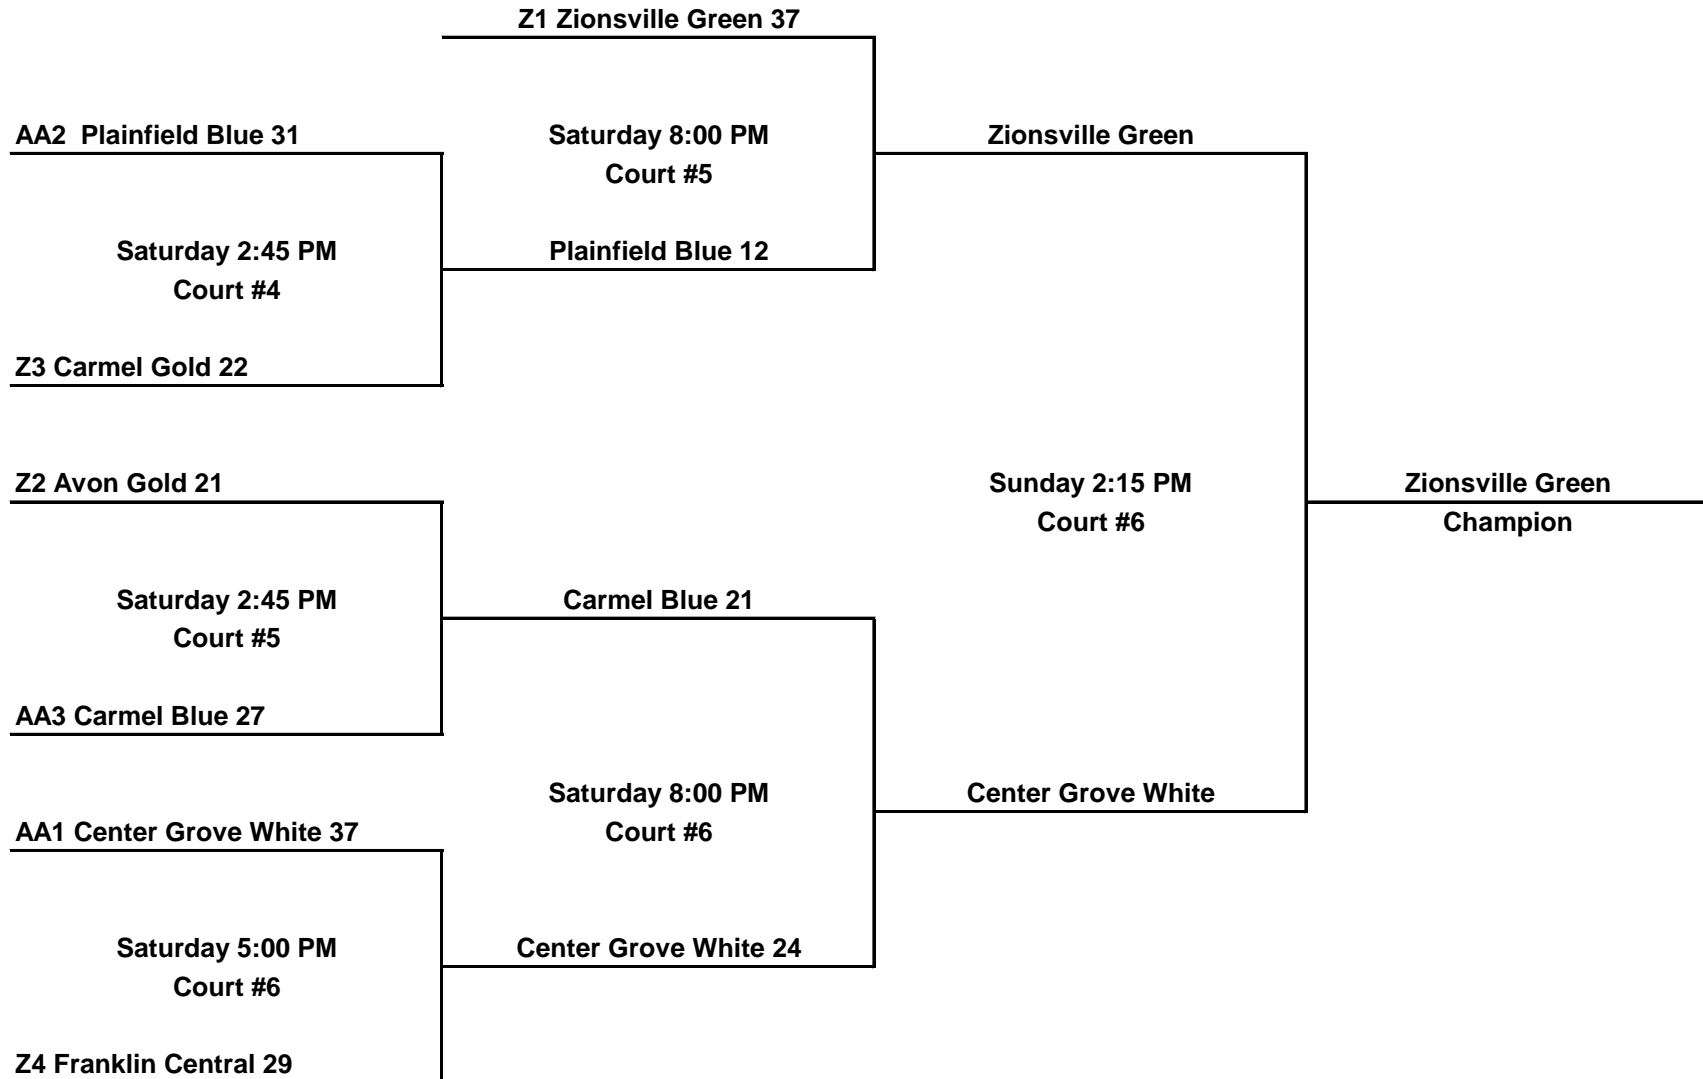 Z1 Zionsville Green 37
AA2  Plainfield Blue 31
Saturday 8:00 PM
Court #5
Zionsville Green
Saturday 2:45 PM
Court #4
Plainfield Blue 12
Z3 Carmel Gold 22
Z2 Avon Gold 21
Sunday 2:15 PM
Court #6
Zionsville Green
Champion
Saturday 2:45 PM
Court #5
Carmel Blue 21
AA3 Carmel Blue 27
Saturday 8:00 PM
Court #6
Center Grove White
AA1 Center Grove White 37
Saturday 5:00 PM
Court #6
Center Grove White 24
Z4 Franklin Central 29